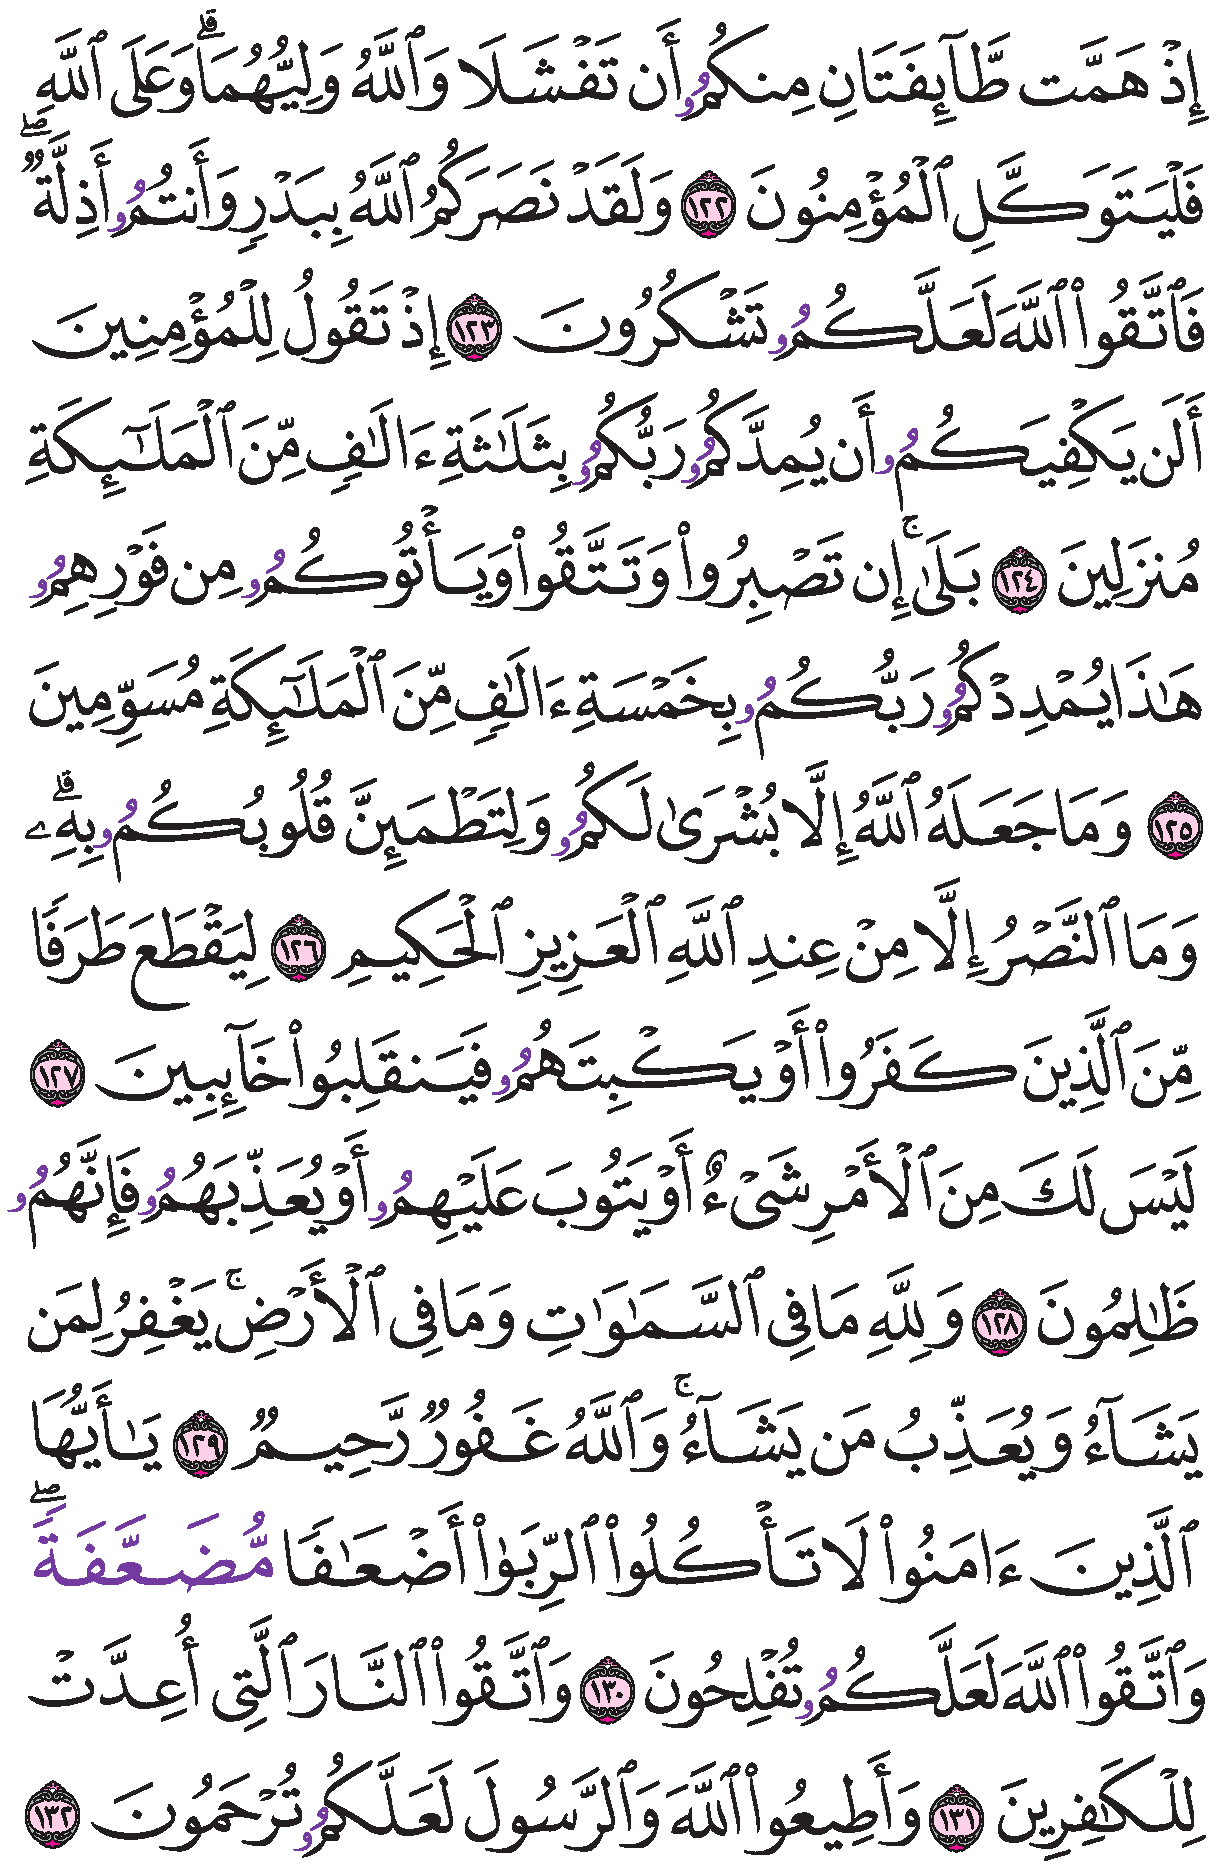 إِذۡ هَمَّت طَّآئِفَتَانِ مِنكُمُۥ أَن تَفۡشَلَا وَٱللَّهُ وَلِيُّهُمَاۗ وَعَلَى ٱللَّهِ
فَلۡيَتَوَكَّلِ ٱلۡمُؤۡمِنُونَ ١٢٢ وَلَقَدۡ نَصَرَكُمُ ٱللَّهُ بِبَدۡرٖ وَأَنتُمُۥ أَذِلَّةٞۖ
فَٱتَّقُواْ ٱللَّهَ لَعَلَّكُمُۥ تَشۡكُرُونَ ١٢٣ إِذۡ تَقُولُ لِلۡمُؤۡمِنِينَ
أَلَن يَكۡفِيَكُمُۥ أَن يُمِدَّكُمُۥ رَبُّكُمُۥ بِثَلَٰثَةِ ءَالَٰفٖ مِّنَ ٱلۡمَلَٰٓئِكَةِ
مُنزَلِينَ ١٢٤ بَلَىٰٓۚ إِن تَصۡبِرُواْ وَتَتَّقُواْ وَيَأۡتُوكُمُۥ مِن فَوۡرِهِمُۥ
هَٰذَا يُمۡدِدۡكُمُۥ رَبُّكُمُۥ بِخَمۡسَةِ ءَالَٰفٖ مِّنَ ٱلۡمَلَٰٓئِكَةِ مُسَوِّمِينَ
١٢٥ وَمَا جَعَلَهُ ٱللَّهُ إِلَّا بُشۡرَىٰ لَكُمُۥ وَلِتَطۡمَئِنَّ قُلُوبُكُمُۥ بِهِۦۗ
وَمَا ٱلنَّصۡرُ إِلَّا مِنۡ عِندِ ٱللَّهِ ٱلۡعَزِيزِ ٱلۡحَكِيمِ ١٢٦ لِيَقۡطَعَ طَرَفٗا
مِّنَ ٱلَّذِينَ كَفَرُوٓاْ أَوۡ يَكۡبِتَهُمُۥ فَيَنقَلِبُواْ خَآئِبِينَ ١٢٧
لَيۡسَ لَكَ مِنَ ٱلۡأَمۡرِ شَيۡءٌ أَوۡ يَتُوبَ عَلَيۡهِمُۥ أَوۡ يُعَذِّبَهُمُۥ فَإِنَّهُمُۥ
ظَٰلِمُونَ ١٢٨ وَلِلَّهِ مَا فِي ٱلسَّمَٰوَٰتِ وَمَا فِي ٱلۡأَرۡضِۚ يَغۡفِرُ لِمَن
يَشَآءُ وَيُعَذِّبُ مَن يَشَآءُۚ وَٱللَّهُ غَفُورٞ رَّحِيمٞ ١٢٩ يَٰأَيُّهَا
ٱلَّذِينَ ءَامَنُواْ لَا تَأۡكُلُواْ ٱلرِّبَوٰٓاْ أَضۡعَٰفٗا مُّضَعَّفَةٗۖ
وَٱتَّقُواْ ٱللَّهَ لَعَلَّكُمُۥ تُفۡلِحُونَ ١٣٠ وَٱتَّقُواْ ٱلنَّارَ ٱلَّتِي أُعِدَّتۡ
لِلۡكَٰفِرِينَ ١٣١ وَأَطِيعُواْ ٱللَّهَ وَٱلرَّسُولَ لَعَلَّكُمُۥ تُرۡحَمُونَ ١٣٢